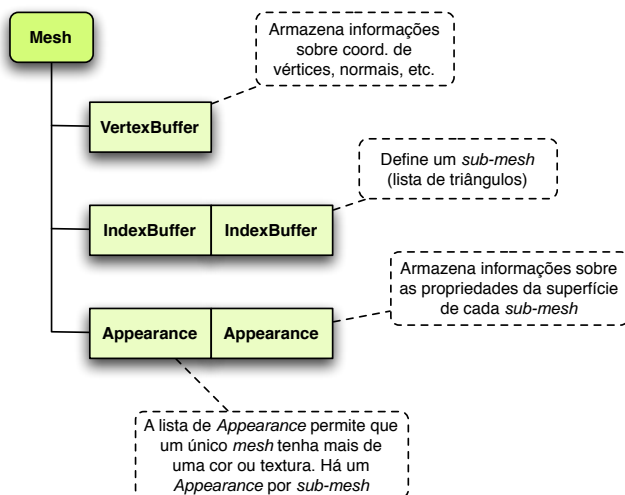 Mesh
Armazena informações
sobre coord. de
vértices, normais, etc.
VertexBuffer
Define um sub-mesh
(lista de triângulos)
IndexBuffer
IndexBuffer
Armazena informações sobre
as propriedades da superfície
de cada sub-mesh
Appearance
Appearance
A lista de Appearance permite que
um único mesh tenha mais de
uma cor ou textura. Há um
Appearance por sub-mesh